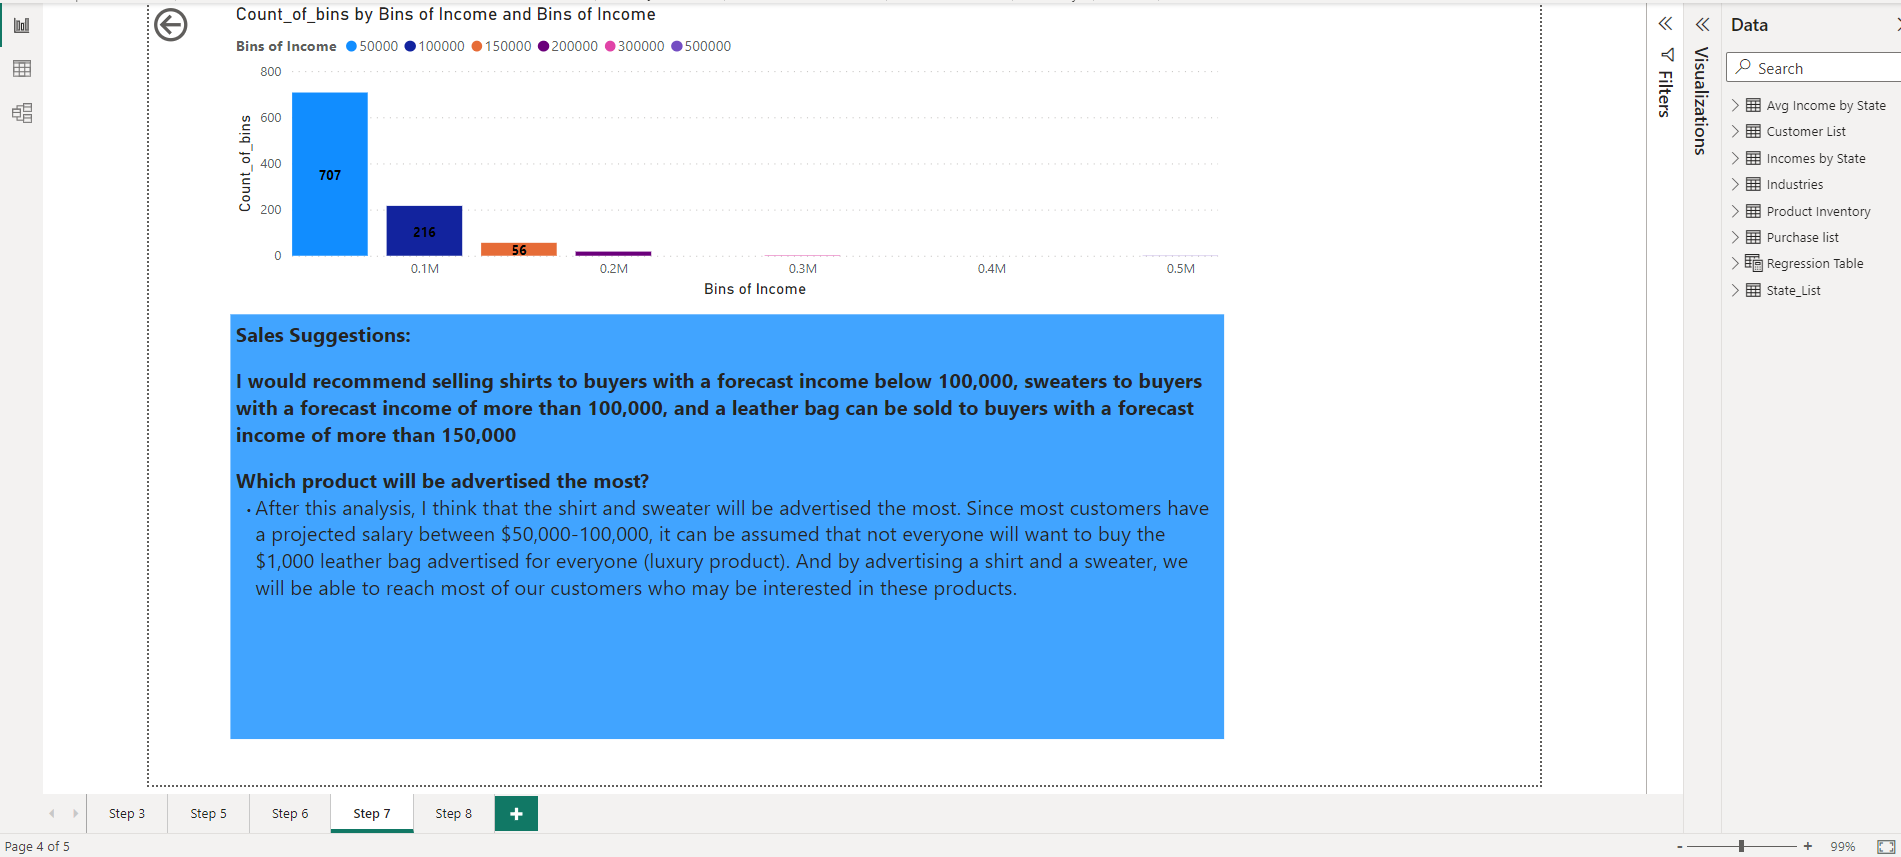 Count_of_bins by Bins of Income and Bins of Income
Bins of Income 50000 100000 150000 200000 300000 500000
800
600
400
200
0
Count_of_bins
707
216
56
0.1M 0.2M 0.3M 0.4M 0.5M
Bins of Income
Sales Suggestions:
I would recommend selling shirts to buyers with a forecast income below 100,000, sweaters to buyers
with a forecast income of more than 100,000, and a leather bag can be sold to buyers with a forecast
income of more than 150,000
Which product will be advertised the most?
• After this analysis, I think that the shirt and sweater will be advertised the most. Since most customers have
a projected salary between $50,000-100,000, it can be assumed that not everyone will want to buy the
$1,000 leather bag advertised for everyone (luxury product). And by advertising a shirt and a sweater, we
will be able to reach most of our customers who may be interested in these products.
Filters
Visualizations
Data
Search
Avg Income by State
Customer List
Incomes by State
Industries
Product Inventory
Purchase list
Regression Table
State_List
Step 3 Step 5 Step 6 Step 7 Step 8 +
Page 4 of 5
- + 99%